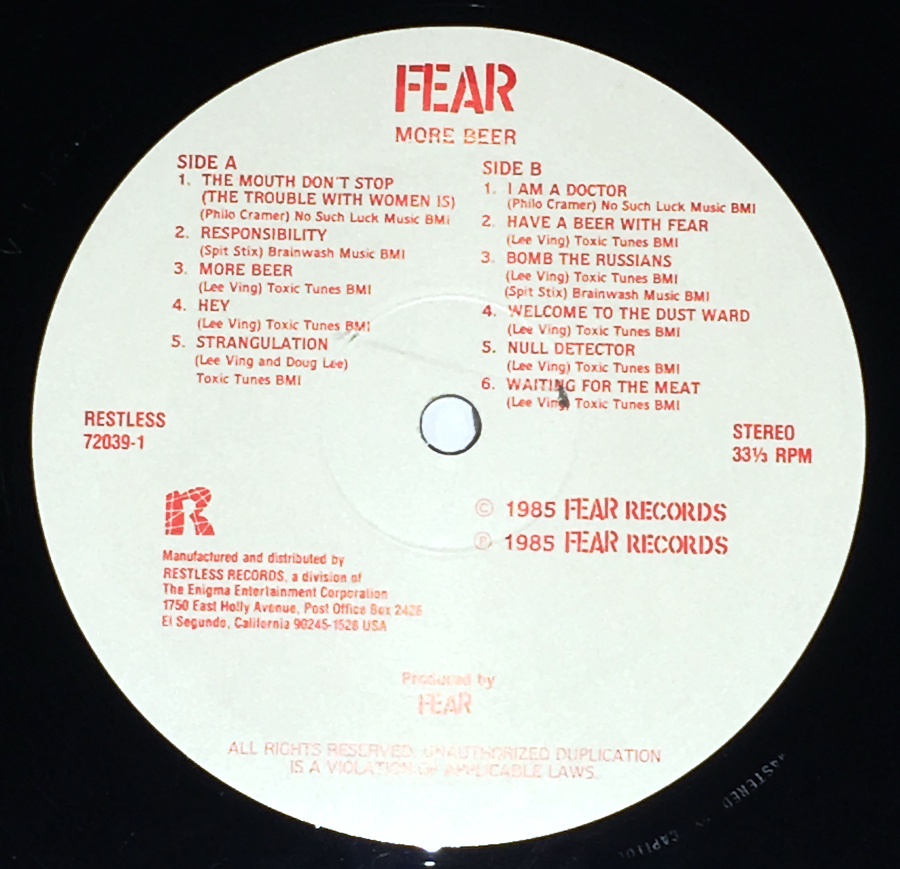 FEAR
MORE BEER
SIDE A
1. THE MOUTH DON'T STOP
(THE TROUBLE WITH WOMEN IS)
(Philo Cramer) No Such Luck Music BMI
2. RESPONSIBILITY
(Spit Stix) Brainwash Music BMI
3. MORE BEER
(Lee Ving) Toxic Tunes BMI
4. HEY
(Lee Ving) Toxic Tunes BMI
5. STRANGULATION
(Lee Ving and Doug Lee)
Toxic Tunes BMI
SIDE B
1. I AM A DOCTOR
(Philo Cramer) No Such Luck Music BMI
2. HAVE A BEER WITH FEAR
(Lee Ving) Toxic Tunes BMI
3. BOMB THE RUSSIANS
(Lee Ving) Toxic Tunes BMI
(Spit Stix) Brainwash Music BMI
4. WELCOME TO THE DUST WARD
(Lee Ving) Toxic Tunes BMI
5. NULL DETECTOR
(Lee Ving) Toxic Tunes BMI
6. WAITING FOR THE MEAT
(Lee Ving) Toxic Tunes BMI
RESTLESS
72039-1
STEREO
33⅓ RPM
R
© 1985 FEAR RECORDS
℗ 1985 FEAR RECORDS
Manufactured and distributed by
RESTLESS RECORDS, a division of
The Enigma Entertainment Corporation
1750 East Holly Avenue, Post Office Box 2428
El Segundo, California 90245-1528 USA
Produced by
FEAR
ALL RIGHTS RESERVED. UNAUTHORIZED DUPLICATION
IS A VIOLATION OF APPLICABLE LAWS.
MASTERED BY CAPITOL